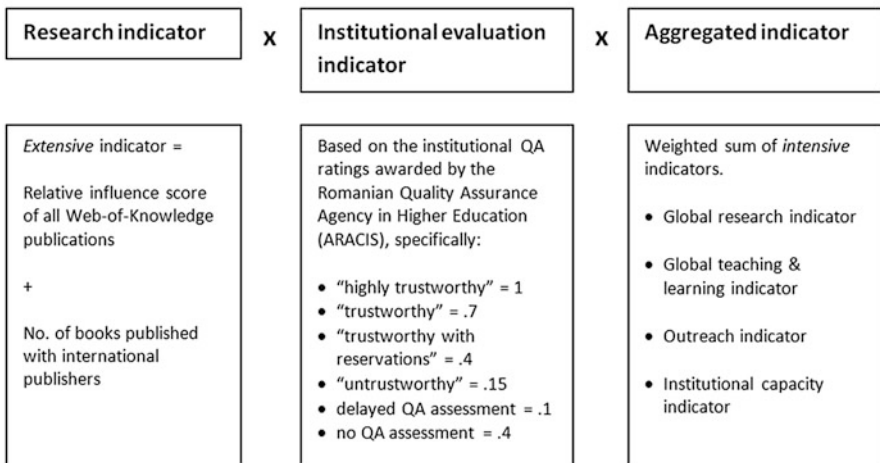 Research indicator
X
Institutional evaluation
indicator
X
Aggregated indicator
Extensive indicator =
Relative influence score
of all Web-of-Knowledge
publications
+
No. of books published
with international
publishers
Based on the institutional QA
ratings awarded by the
Romanian Quality Assurance
Agency in Higher Education
(ARACIS), specifically:
• “highly trustworthy” = 1
• “trustworthy” = .7
• “trustworthy with
reservations” = .4
• “untrustworthy” = .15
• delayed QA assessment = .1
• no QA assessment = .4
Weighted sum of intensive
indicators.
• Global research indicator
• Global teaching &
learning indicator
• Outreach indicator
• Institutional capacity
indicator